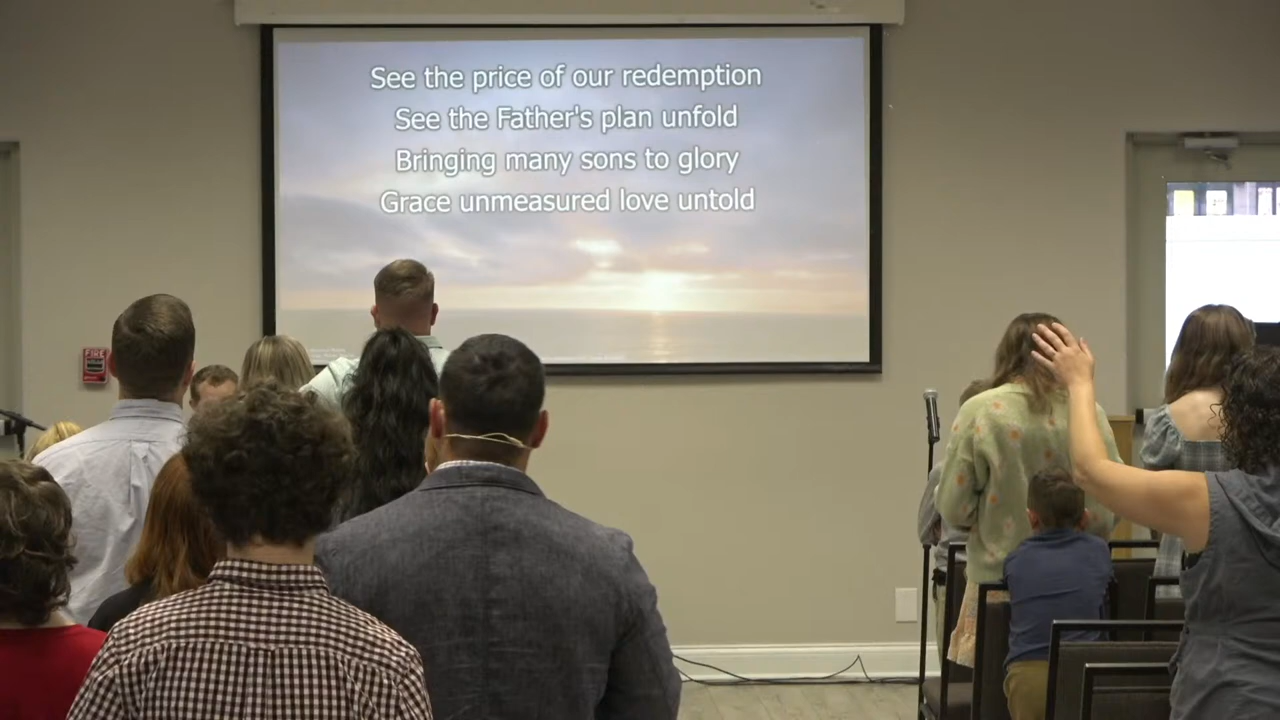 See the price of our redemption
See the Father's plan unfold
Bringing many sons to glory
Grace unmeasured love untold
FIRE